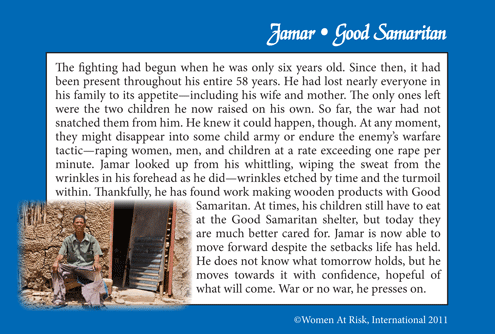 Jamar • Good Samaritan
The fighting had begun when he was only six years old. Since then, it had
been present throughout his entire 58 years. He had lost nearly everyone in
his family to its appetite—including his wife and mother. The only ones left
were the two children he now raised on his own. So far, the war had not
snatched them from him. He knew it could happen, though. At any moment,
they might disappear into some child army or endure the enemy's warfare
tactic—raping women, men, and children at a rate exceeding one rape per
minute. Jamar looked up from his whittling, wiping the sweat from the
wrinkles in his forehead as he did—wrinkles etched by time and the turmoil
within. Thankfully, he has found work making wooden products with Good
Samaritan. At times, his children still have to eat
at the Good Samaritan shelter, but today they
are much better cared for. Jamar is now able to
move forward despite the setbacks life has held.
He does not know what tomorrow holds, but he
moves towards it with confidence, hopeful of
what will come. War or no war, he presses on.
©Women At Risk, International 2011